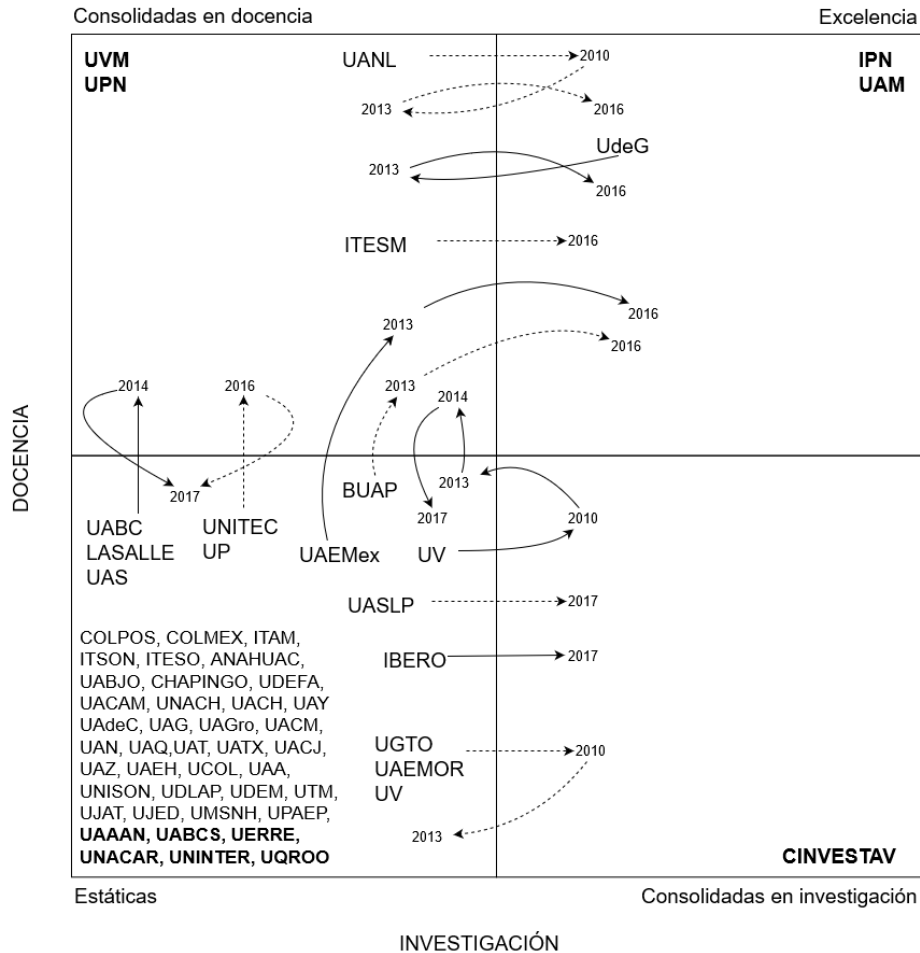 Consolidadas en docencia
Excelencia
UVM
UPN
UANL
2010
IPN
UAM
2013
2016
UdeG
2013
2016
ITESM
2016
2013
2016
2016
2014
2016
2013
2014
DOCENCIA
2017
BUAP
2013
2017
2010
UABC
LASALLE
UAS
UNITEC
UP
UAEMex
UV
UASLP
2017
COLPOS, COLMEX, ITAM,
ITSON, ITESO, ANAHUAC,
UABJO, CHAPINGO, UDEFA,
UACAM, UNACH, UACH, UAY
UAdeC, UAG, UAGro, UACM,
UAN, UAQ,UAT, UATX, UACJ,
UAZ, UAEH, UCOL, UAA,
UNISON, UDLAP, UDEM, UTM,
UJAT, UJED, UMSNH, UPAEP,
UAAAN, UABCS, UERRE,
UNACAR, UNINTER, UQROO
IBERO
2017
UGTO
UAEMOR
UV
2010
2013
CINVESTAV
Estáticas
Consolidadas en investigación
INVESTIGACIÓN